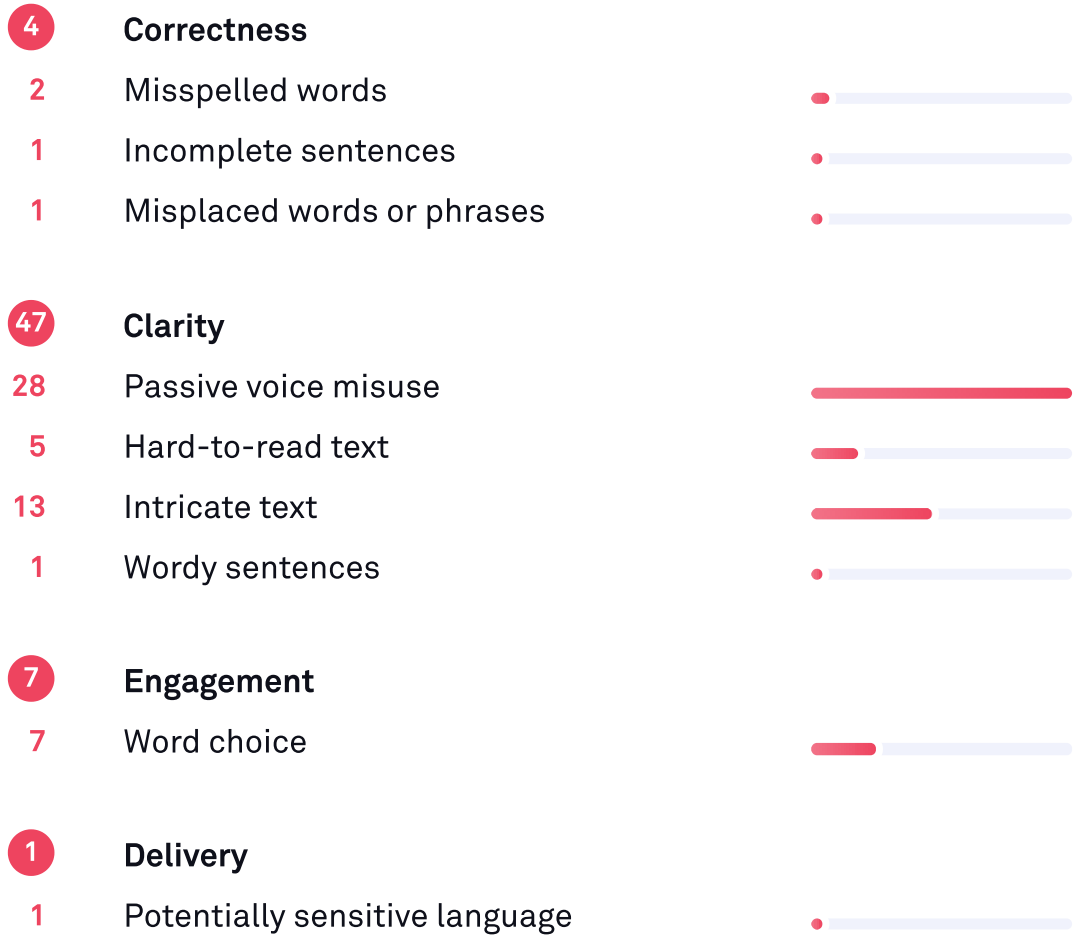 4 Correctness
2 Misspelled words
1 Incomplete sentences
1 Misplaced words or phrases
47 Clarity
28 Passive voice misuse
5 Hard-to-read text
13 Intricate text
1 Wordy sentences
7 Engagement
7 Word choice
1 Delivery
1 Potentially sensitive language